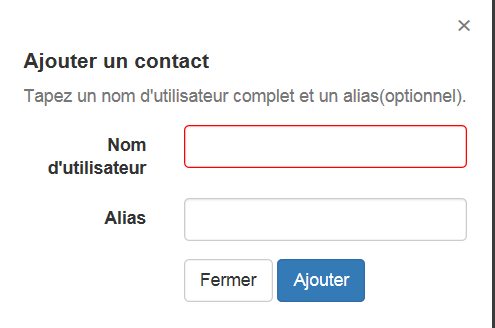 ×
Ajouter un contact
Tapez un nom d'utilisateur complet et un alias(optionnel).
Nom
d'utilisateur
Alias
Fermer Ajouter